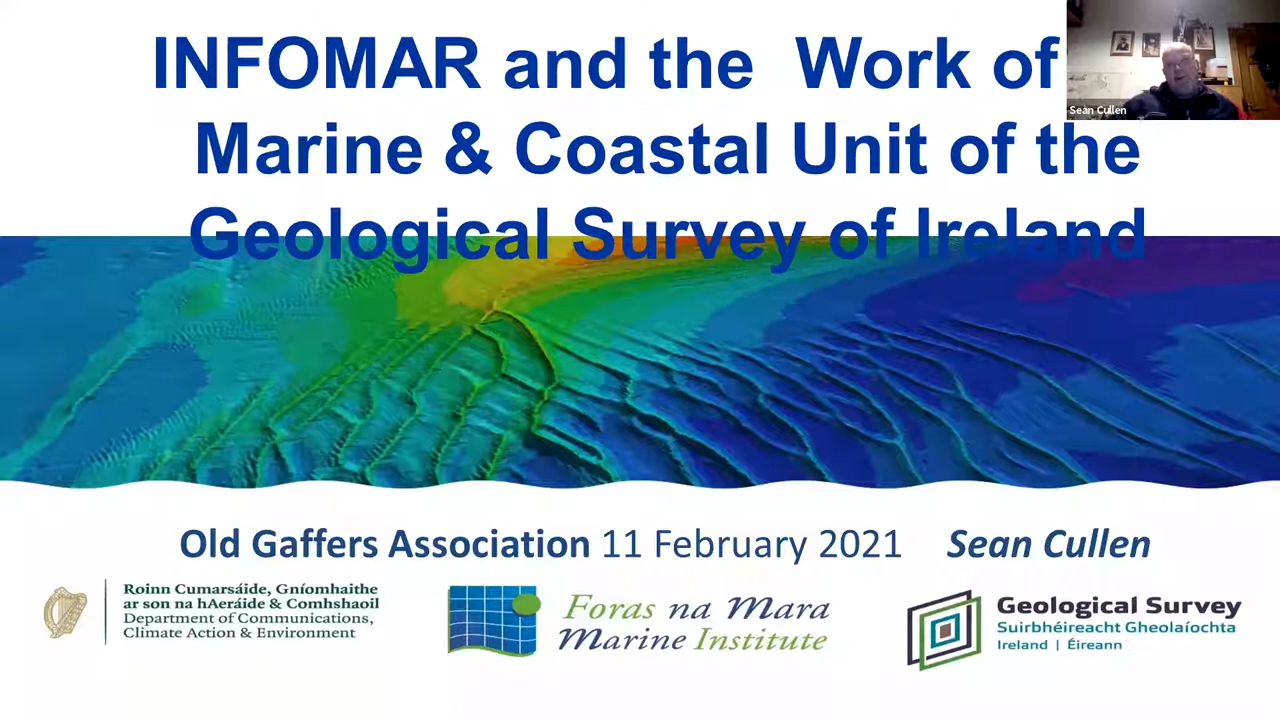 INFOMAR and the Work of
Sean Cullen
Marine & Coastal Unit of the
Geological Survey of Ireland
Old Gaffers Association 11 February 2021 Sean Cullen
Roinn Cumarsáide, Gníomhaithe
ar son na hAeráide & Comhshaoil
Department of Communications,
Climate Action & Environment
Foras na Mara
Marine Institute
Geological Survey
Suirbhéireacht Gheolaíochta
Ireland | Éireann